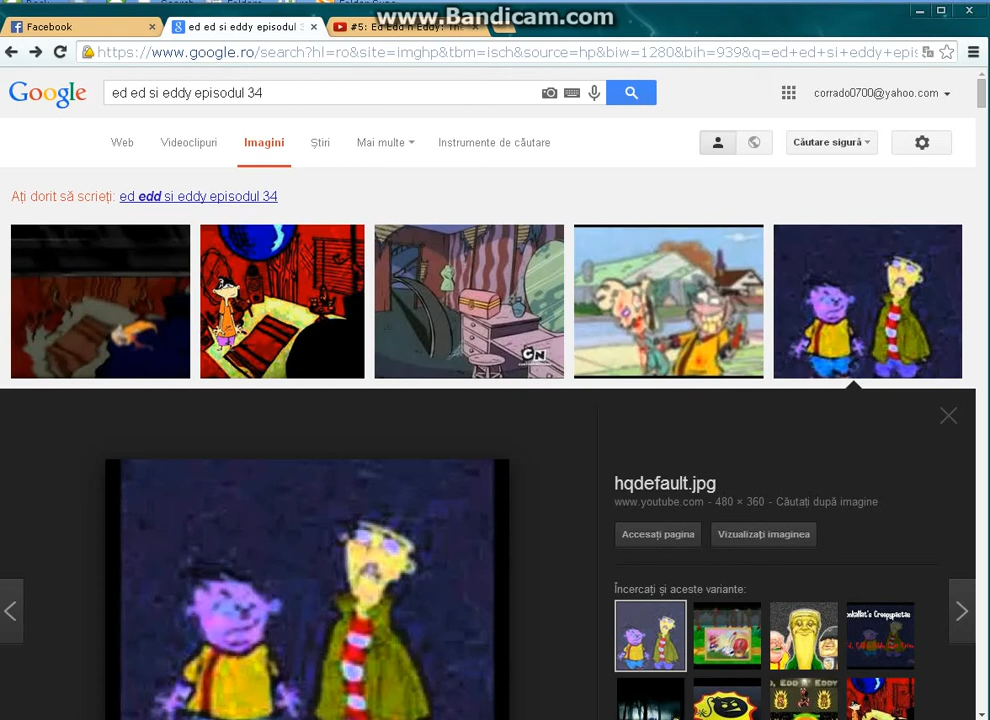 www.Bandicam.com
Facebook
ed ed si eddy episodul 3
#5: Ed Edd n Eddy:
https://www.google.ro/search?hl=ro&site=imghp&tbm=isch&source=hp&biw=1280&bih=939&q=ed+ed+si+eddy+epis
Google
ed ed si eddy episodul 34
corrado0700@yahoo.com
Web
Videoclipuri
Imagini
Știri
Mai multe
Instrumente de căutare
Căutare sigură
Ați dorit să scrieți: ed edd si eddy episodul 34
CN
hqdefault.jpg
www.youtube.com - 480 × 360 - Căutați după imagine
Accesați pagina
Vizualizați imaginea
Încercați și aceste variante:
, EDD N EDDY